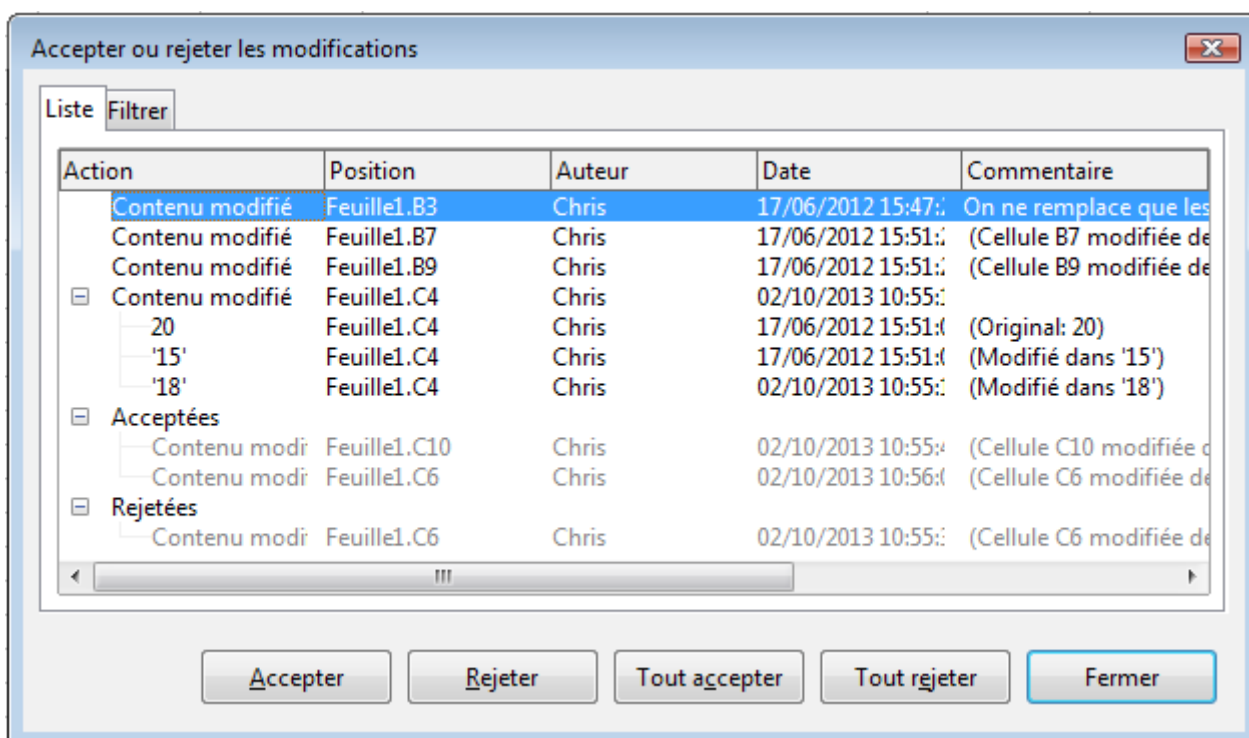 Accepter ou rejeter les modifications
Liste Filtrer
Action Position Auteur Date Commentaire
Contenu modifié Feuille1.B3 Chris 17/06/2012 15:47: On ne remplace que les
Contenu modifié Feuille1.B7 Chris 17/06/2012 15:51: (Cellule B7 modifiée de
Contenu modifié Feuille1.B9 Chris 17/06/2012 15:51: (Cellule B9 modifiée de
Contenu modifié Feuille1.C4 Chris 02/10/2013 10:55:
20 Feuille1.C4 Chris 17/06/2012 15:51: (Original: 20)
'15' Feuille1.C4 Chris 17/06/2012 15:51: (Modifié dans '15')
'18' Feuille1.C4 Chris 02/10/2013 10:55: (Modifié dans '18')
Acceptées
Contenu modi Feuille1.C10 Chris 02/10/2013 10:55: (Cellule C10 modifiée
Contenu modi Feuille1.C6 Chris 02/10/2013 10:56: (Cellule C6 modifiée de
Rejetées
Contenu modi Feuille1.C6 Chris 02/10/2013 10:55: (Cellule C6 modifiée de
Accepter Rejeter Tout accepter Tout rejeter Fermer